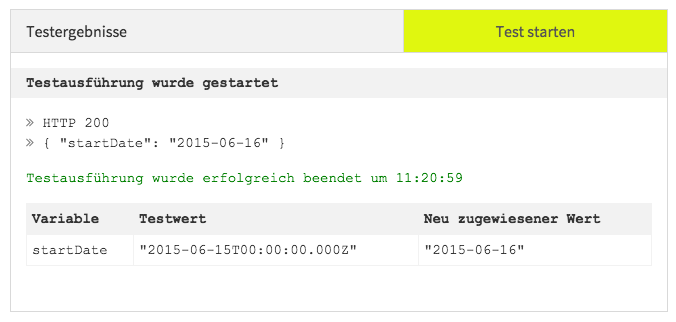 Testergebnisse Test starten
Testausführung wurde gestartet
» HTTP 200
» { "startDate": "2015-06-16" }
Testausführung wurde erfolgreich beendet um 11:20:59
Variable Testwert Neu zugewiesener Wert
startDate "2015-06-15T00:00:00.000Z" "2015-06-16"